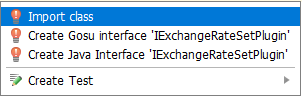 Import class
Create Gosu interface 'IExchangeRateSetPlugin'
Create Java Interface 'IExchangeRateSetPlugin'
Create Test